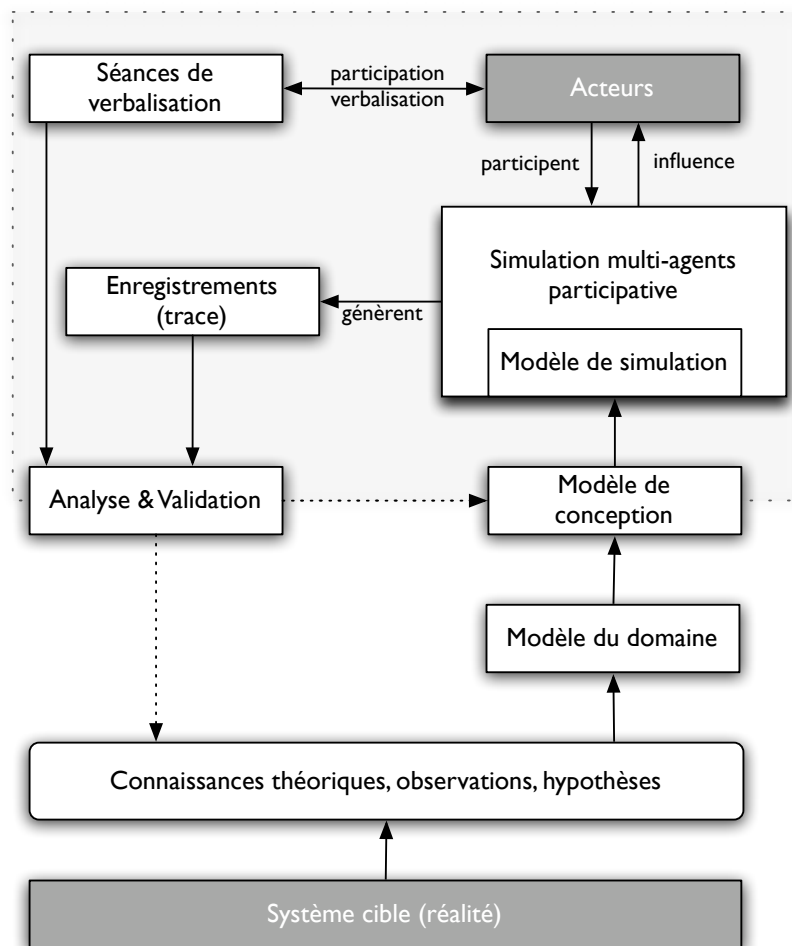 Séances de
verbalisation
participation
verbalisation
Acteurs
participent
influence
Simulation multi-agents
participative
Enregistrements
(trace)
génèrent
Modèle de simulation
Analyse & Validation
Modèle de
conception
Modèle du domaine
Connaissances théoriques, observations, hypothèses
Système cible (réalité)